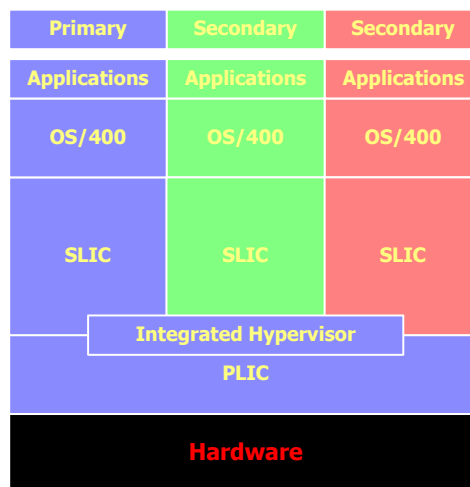 Primary Secondary Secondary
Applications Applications Applications
OS/400 OS/400 OS/400
SLIC SLIC SLIC
Integrated Hypervisor
PLIC
Hardware